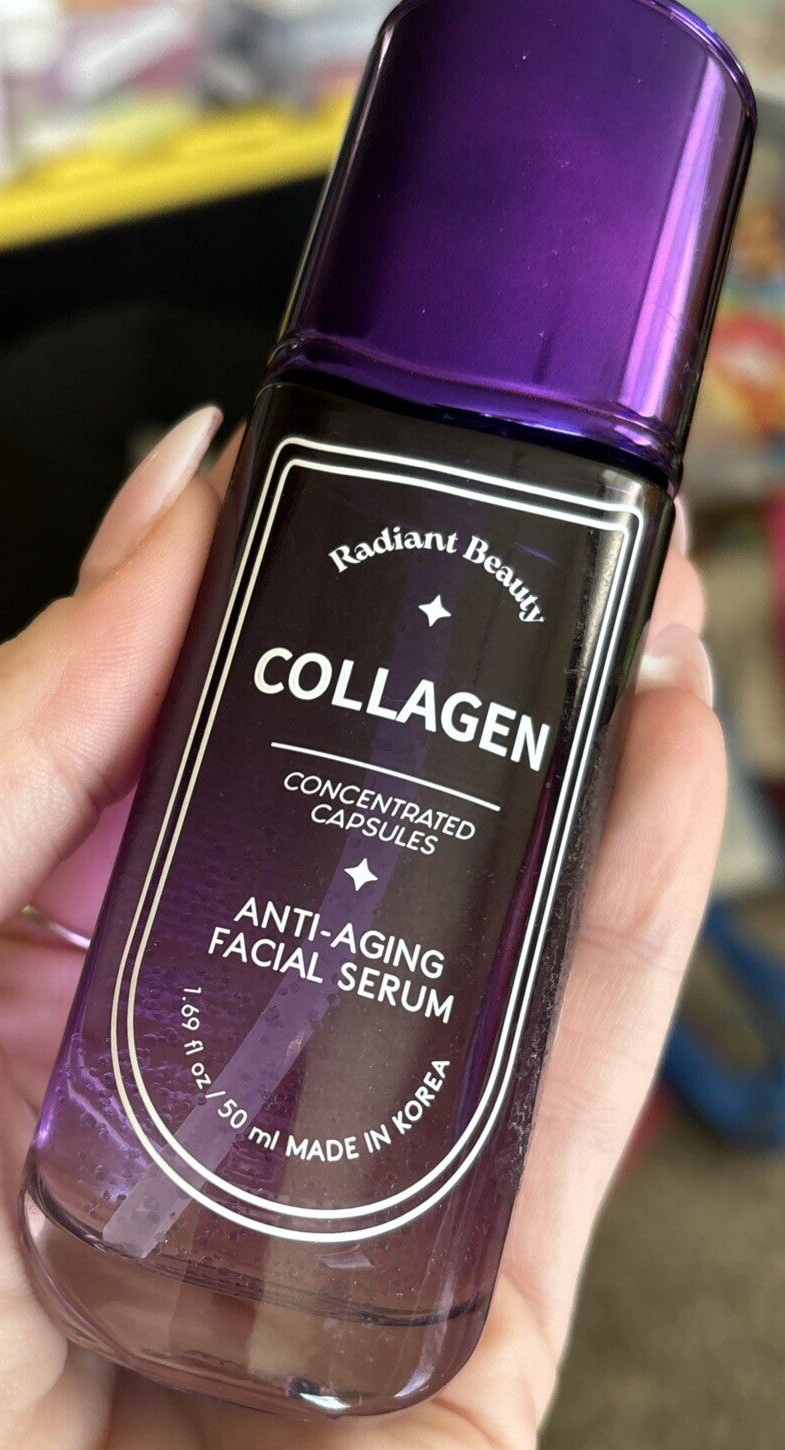 Radiant Beauty
COLLAGEN
CONCENTRATED
CAPSULES
ANTI-AGING
FACIAL SERUM
1.69 fl oz / 50 ml MADE IN KOREA